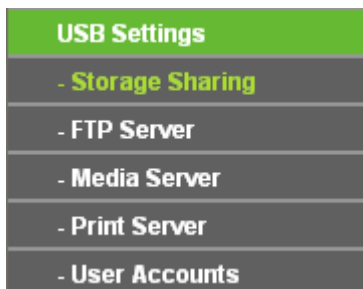 USB Settings
- Storage Sharing
- FTP Server
- Media Server
- Print Server
- User Accounts